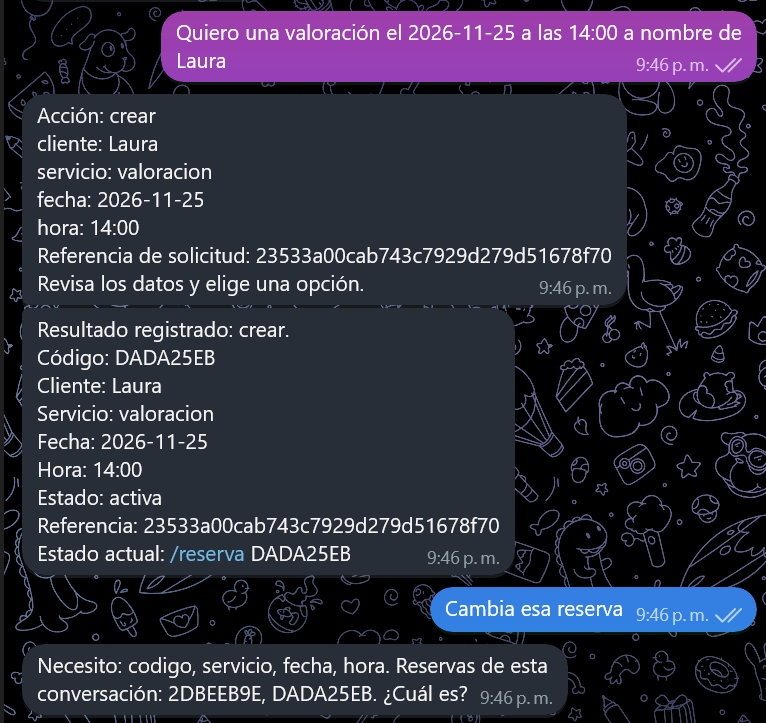 Quiero una valoración el 2026-11-25 a las 14:00 a nombre de
Laura
9:46 p. m.
Acción: crear
cliente: Laura
servicio: valoracion
fecha: 2026-11-25
hora: 14:00
Referencia de solicitud: 23533a00cab743c7929d279d51678f70
Revisa los datos y elige una opción.
9:46 p. m.
Resultado registrado: crear.
Código: DADA25EB
Cliente: Laura
Servicio: valoracion
Fecha: 2026-11-25
Hora: 14:00
Estado: activa
Referencia: 23533a00cab743c7929d279d51678f70
Estado actual: /reserva DADA25EB
9:46 p. m.
Cambia esa reserva
9:46 p. m.
Necesito: codigo, servicio, fecha, hora. Reservas de esta
conversación: 2DBEEB9E, DADA25EB. ¿Cuál es?
9:46 p. m.